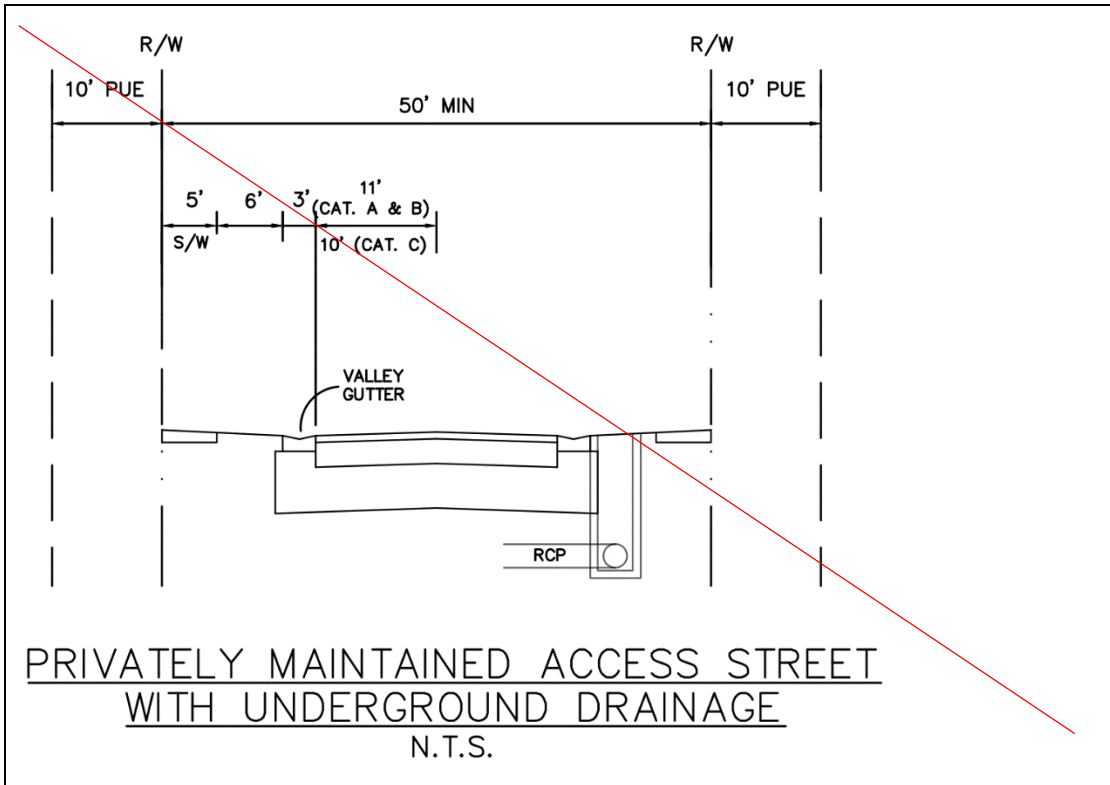 R/W R/W
10' PUE 50' MIN 10' PUE
5' 6' 3' 11'
(CAT. A & B)
S/W 10' (CAT. C)
VALLEY
GUTTER
RCP
PRIVATELY MAINTAINED ACCESS STREET
WITH UNDERGROUND DRAINAGE
N.T.S.